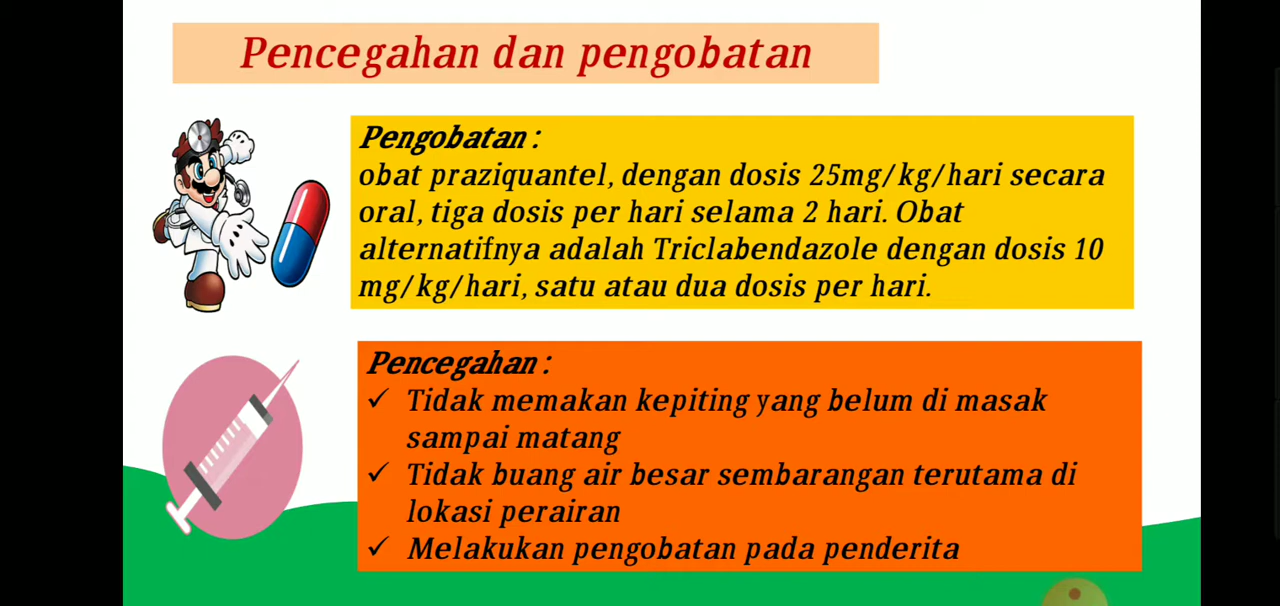 Pencegahan dan pengobatan
Pengobatan :
obat praziquantel, dengan dosis 25mg/kg/hari secara
oral, tiga dosis per hari selama 2 hari. Obat
alternatifnya adalah Triclabendazole dengan dosis 10
mg/kg/hari, satu atau dua dosis per hari.
Pencegahan :
✓ Tidak memakan kepiting yang belum di masak
sampai matang
✓ Tidak buang air besar sembarangan terutama di
lokasi perairan
✓ Melakukan pengobatan pada penderita